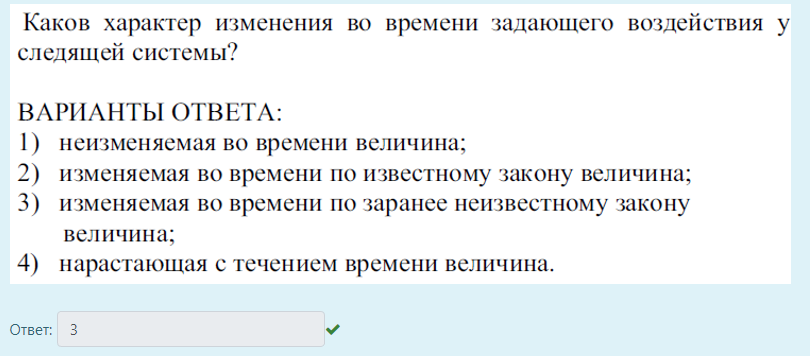 Каков характер изменения во времени задающего воздействия у
следящей системы?
ВАРИАНТЫ ОТВЕТА:
1) неизменяемая во времени величина;
2) изменяемая во времени по известному закону величина;
3) изменяемая во времени по заранее неизвестному закону
величина;
4) нарастающая с течением времени величина.
Ответ: 3